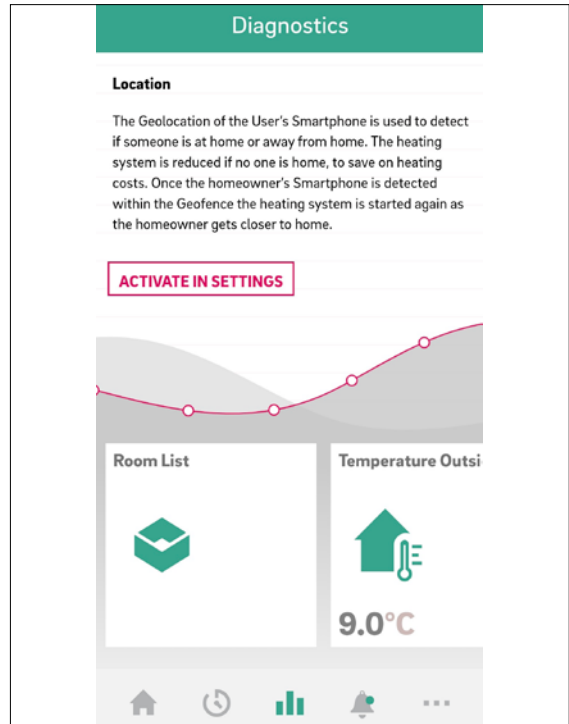 Diagnostics
Location
The Geolocation of the User's Smartphone is used to detect
if someone is at home or away from home. The heating
system is reduced if no one is home, to save on heating
costs. Once the homeowner's Smartphone is detected
within the Geofence the heating system is started again as
the homeowner gets closer to home.
ACTIVATE IN SETTINGS
Room List
Temperature Outsi
9.0°C